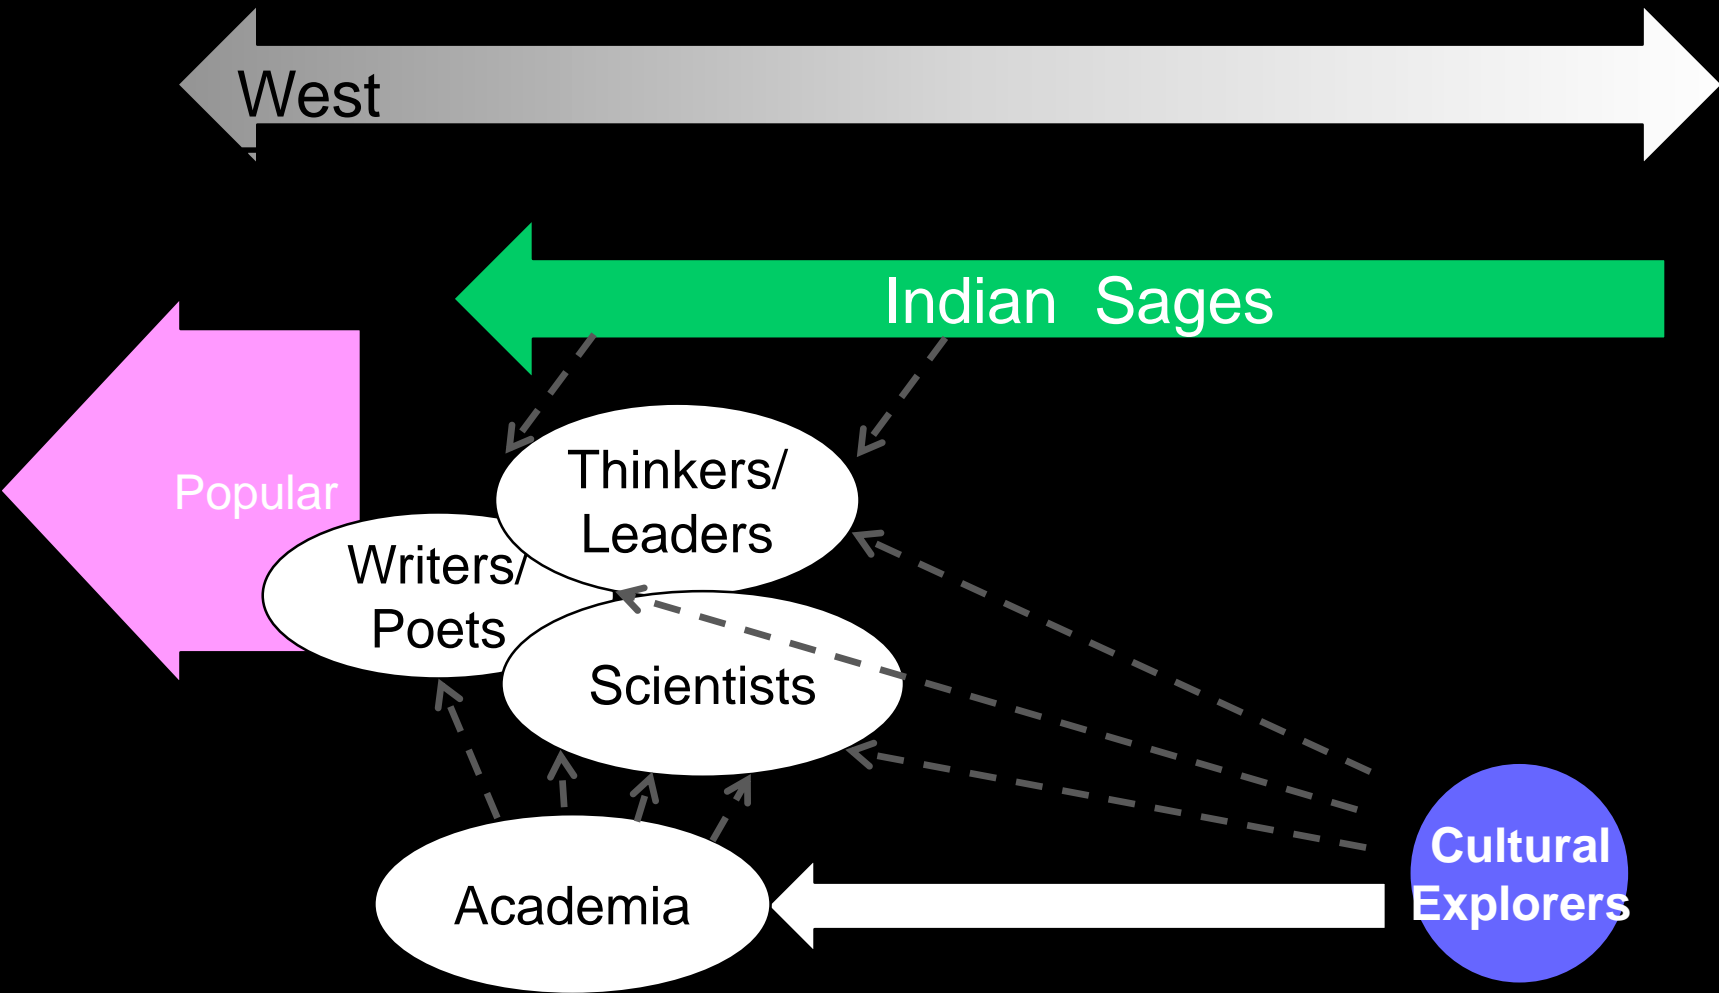 West
Indian Sages
Popular
Thinkers/
Leaders
Writers/
Poets
Scientists
Cultural
Explorers
Academia